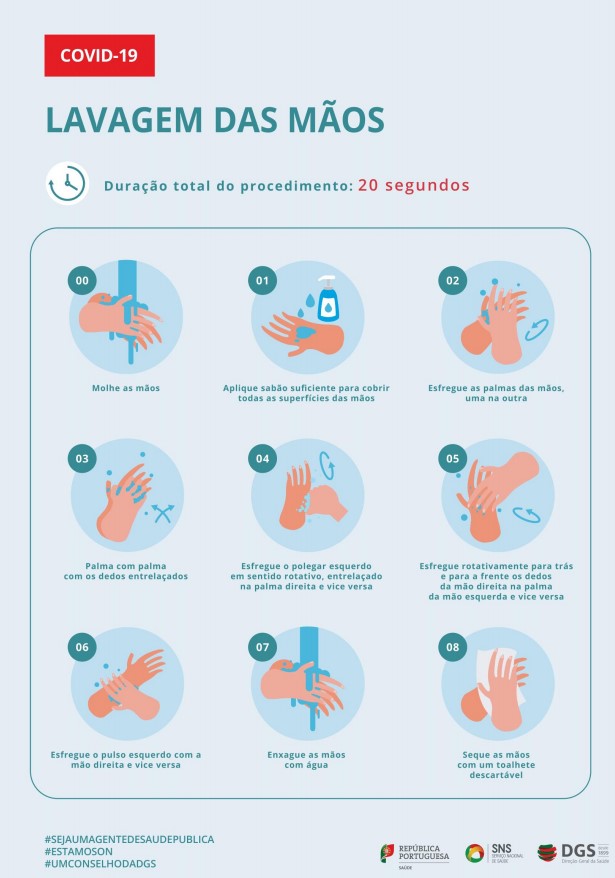 COVID-19
LAVAGEM DAS MÃOS
Duração total do procedimento: 20 segundos
00
Molhe as mãos
01
Aplique sabão suficiente para cobrir
todas as superfícies das mãos
02
Esfregue as palmas das mãos,
uma na outra
03
Palma com palma
com os dedos entrelaçados
04
Esfregue o polegar esquerdo
em sentido rotativo, entrelaçado
na palma direita e vice versa
05
Esfregue rotativamente para trás
e para a frente os dedos
da mão direita na palma
da mão esquerda e vice versa
06
Esfregue o pulso esquerdo com a
mão direita e vice versa
07
Enxague as mãos
com água
08
Seque as mãos
com um toalhete
descartável
#SEJAUMAGENTEDESAUDEPUBLICA
#ESTAMOSON
#UMCONSELHODADGS
REPÚBLICA
PORTUGUESA
SAÚDE
SNS
SERVIÇO NACIONAL
DE SAÚDE
DGS
Direção-Geral da Saúde